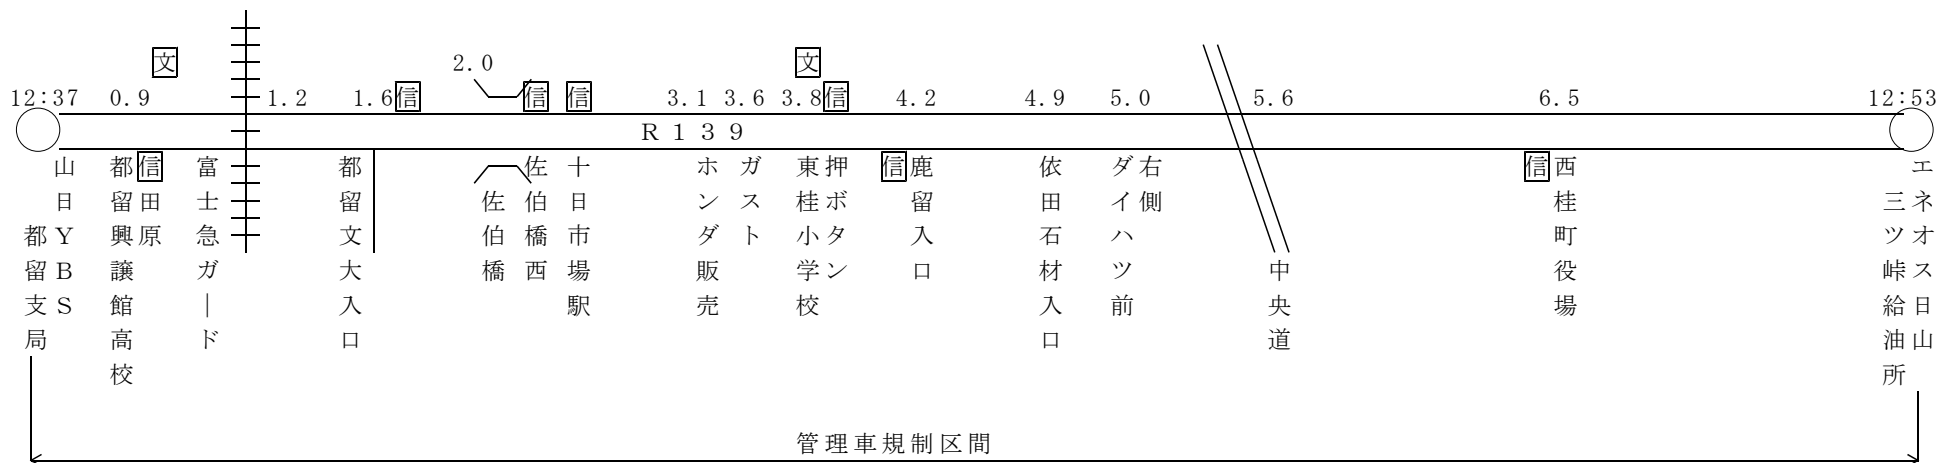 文
文
2.0
12:37 0.9 1.2 1.6 信 信 信 3.1 3.6 3.8 信 4.2 4.9 5.0 5.6 6.5 12:53
R139
山日YBS
都留支局
都留興譲館高校
信田原
富士急ガード
都留文大入口
佐伯橋
佐伯橋西
十日市場駅
ホンダ販売
ガスト
東桂小学校
押ボタン
信
鹿留入口
依田石材入口
ダイハツ前
右側
中央道
信
西桂町役場
エネオス日山
三ツ峠給油所
管理車規制区間